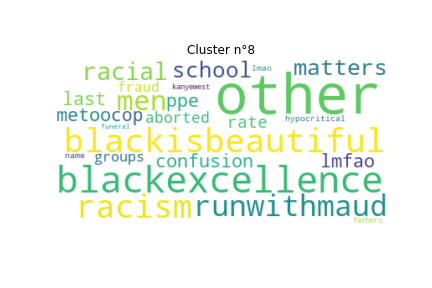 Cluster n°8
racial school lmao matters
fraud kanyewest
last men ppe other
metoocop aborted rate hypocritical
funeral
blackisbeautiful
name groups confusion lmfao
blackexcellence
racism runwithmaud
fathers